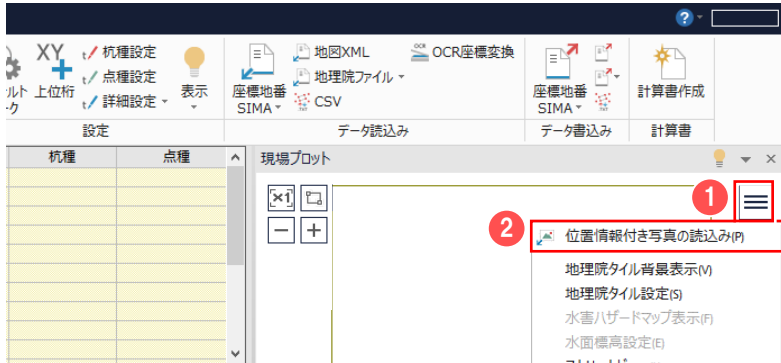 ?
XY
杭種設定
地図XML
OCR
OCR座標変換
点種設定
地理院ファイル
上位桁
詳細設定
表示
座標地番
SIMA
CSV
座標地番
SIMA
計算書作成
設定
データ読込み
データ書込み
計算書
杭種
点種
現場プロット
×1
1
2
位置情報付き写真の読込み(P)
地理院タイル背景表示(V)
地理院タイル設定(S)
水害ハザードマップ表示(F)
水面標高設定(E)